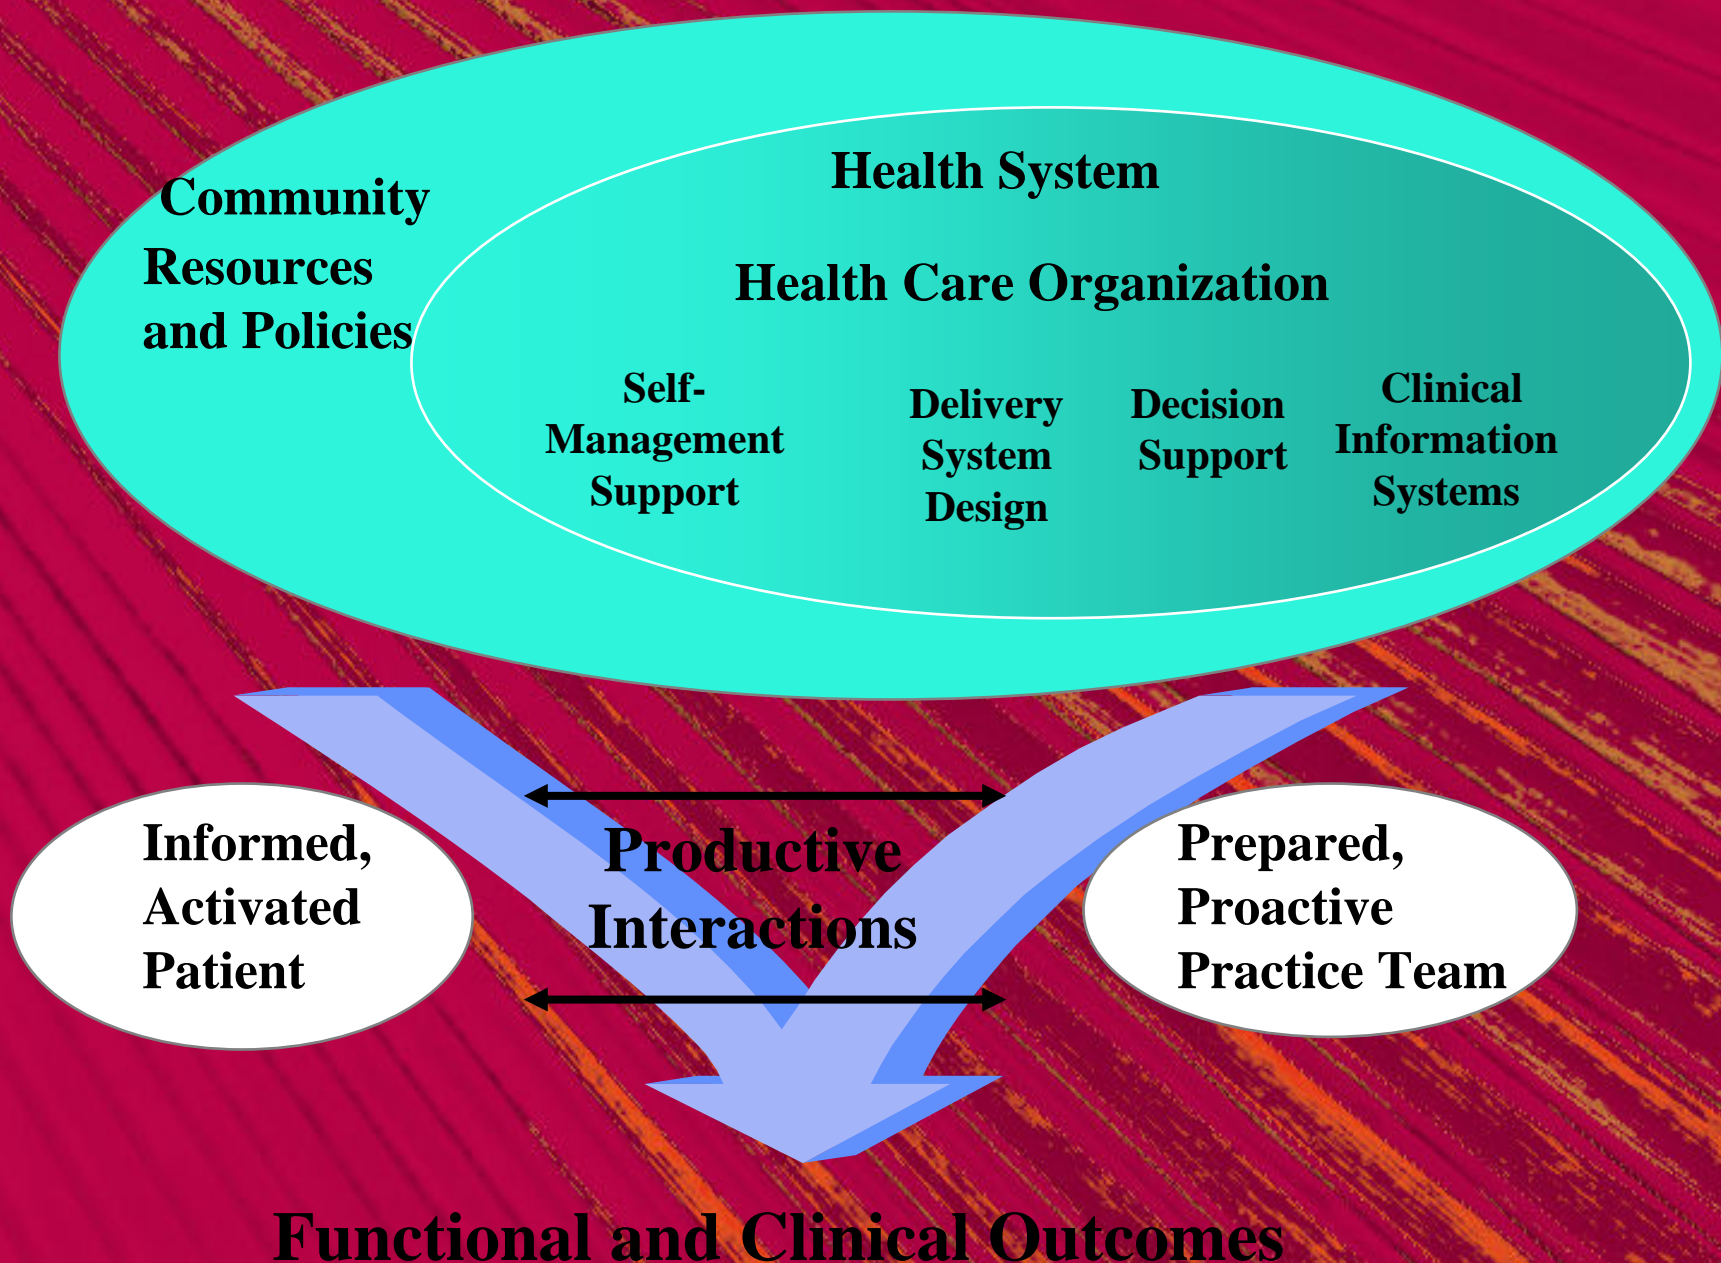 Community
Resources
and Policies
Health System
Health Care Organization
Self-
Management
Support
Delivery
System
Design
Decision
Support
Clinical
Information
Systems
Informed,
Activated
Patient
Productive
Interactions
Prepared,
Proactive
Practice Team
Functional and Clinical Outcomes